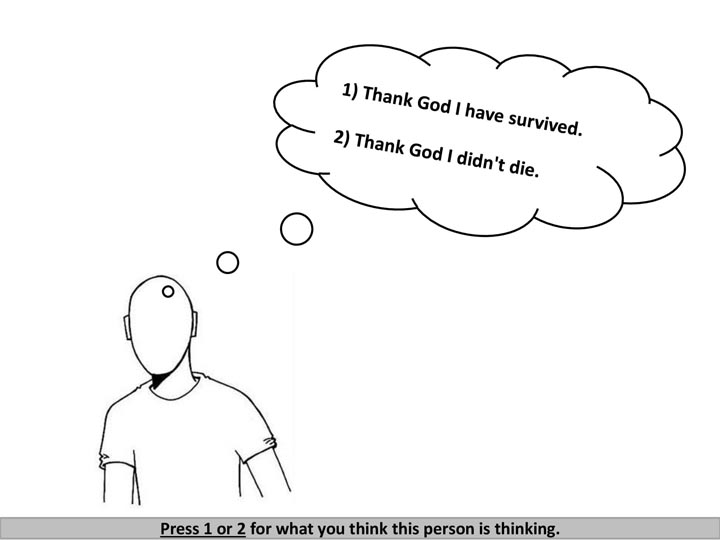 1) Thank God I have survived.
2) Thank God I didn't die.
Press 1 or 2 for what you think this person is thinking.